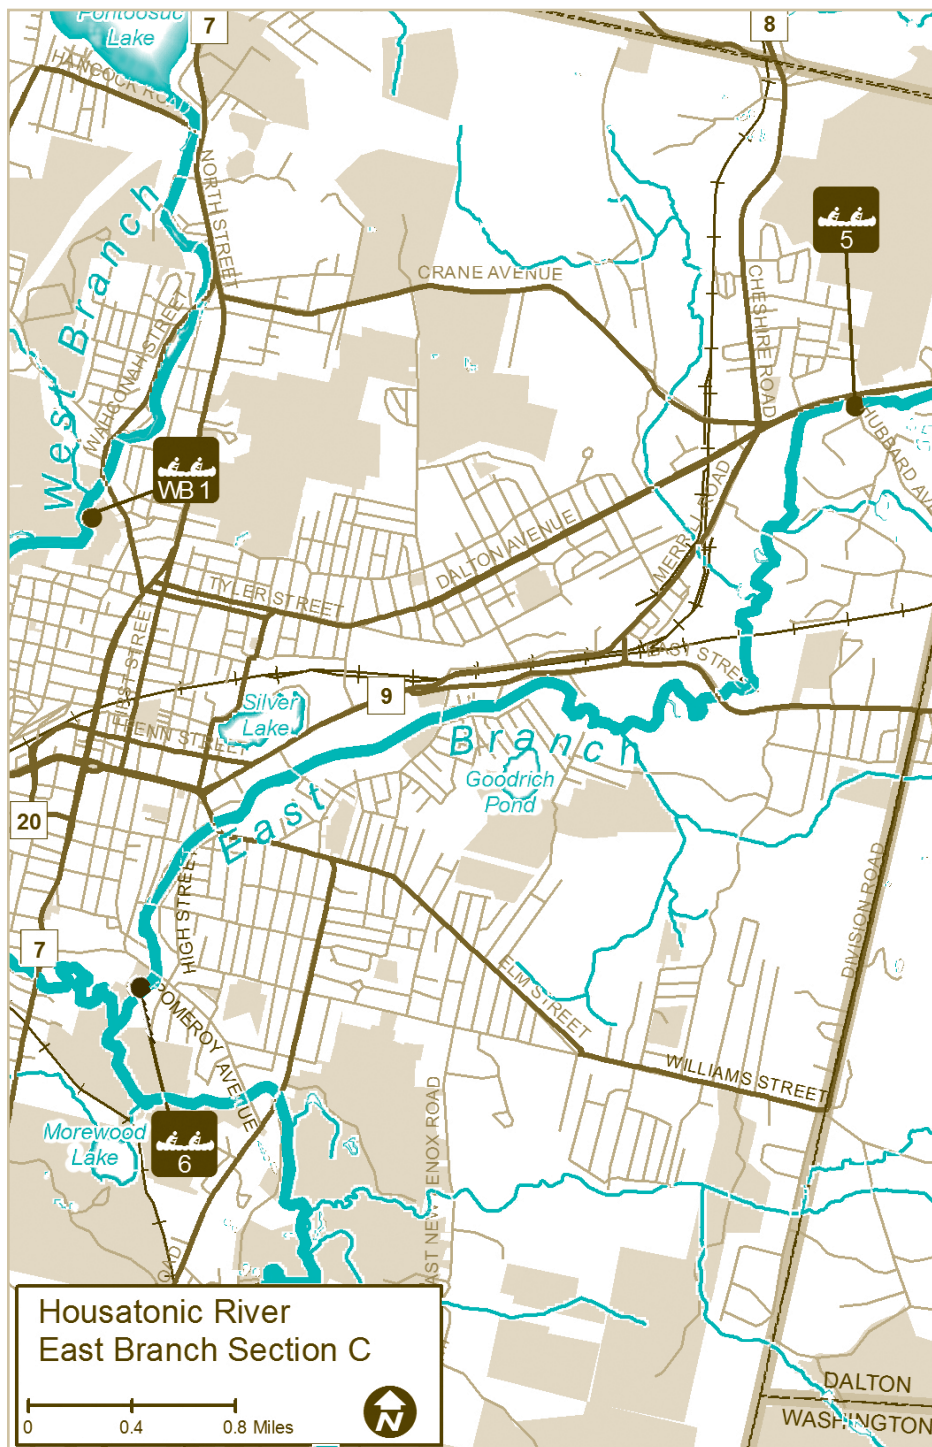 Pontoosuc
Lake
7
8
HANCOCK ROAD
NORTH STREET
5
West Branch
CRANE AVENUE
CHESHIRE ROAD
WAHCONAH STREET
HUBBARD AVE
WB 1
MERRILL ROAD
DALTON AVENUE
TYLER STREET
FIRST STREET
EAST STREET
9
Silver
Lake
FENN STREET
East Branch
Goodrich
Pond
20
HIGH STREET
DIVISION ROAD
7
ELM STREET
POMEROY AVENUE
WILLIAMS STREET
EAST NEW LENOX ROAD
Morewood
Lake
6
OAD
Housatonic River
East Branch Section C
0 0.4 0.8 Miles
N
DALTON
WASHINGTON